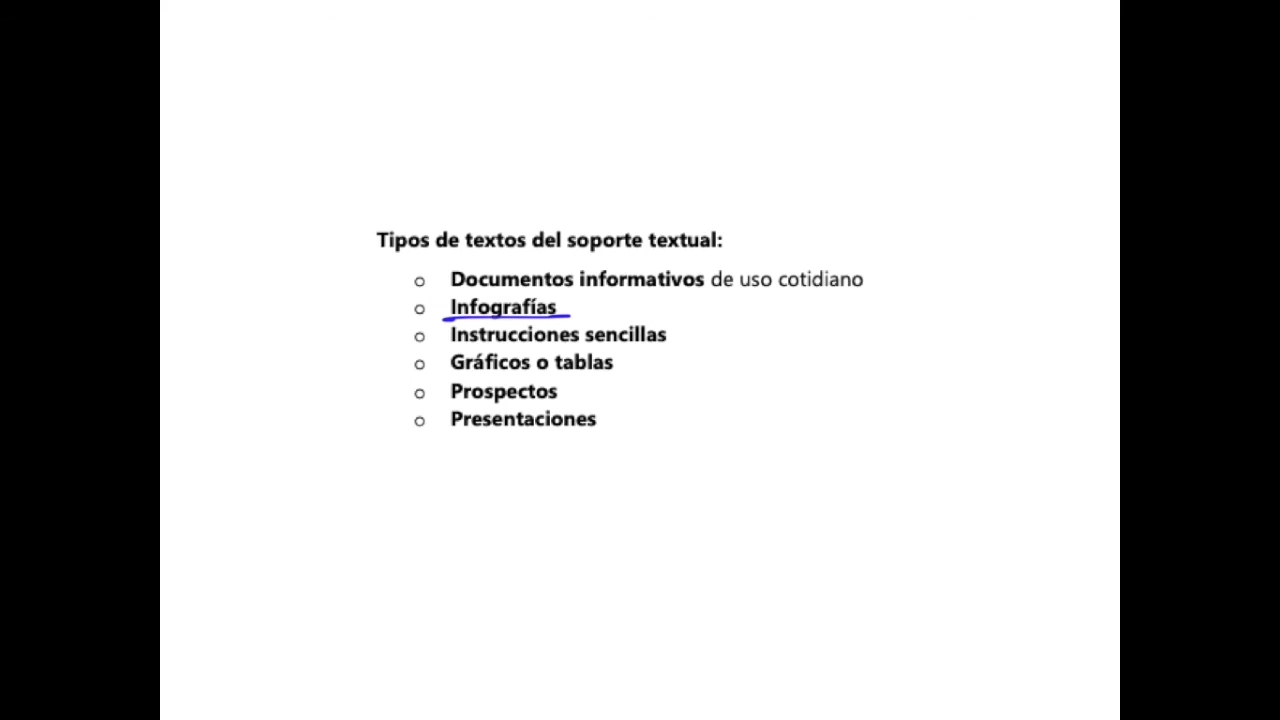 Tipos de textos del soporte textual:
o Documentos informativos de uso cotidiano
o Infografías
o Instrucciones sencillas
o Gráficos o tablas
o Prospectos
o Presentaciones